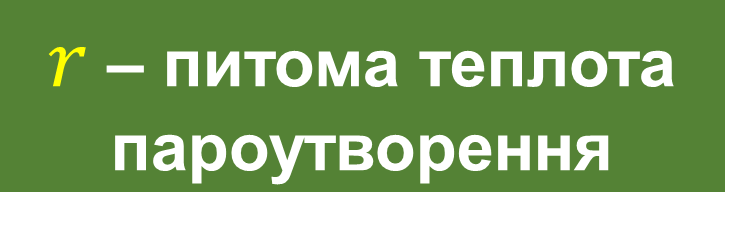 r – питома теплота
пароутворення